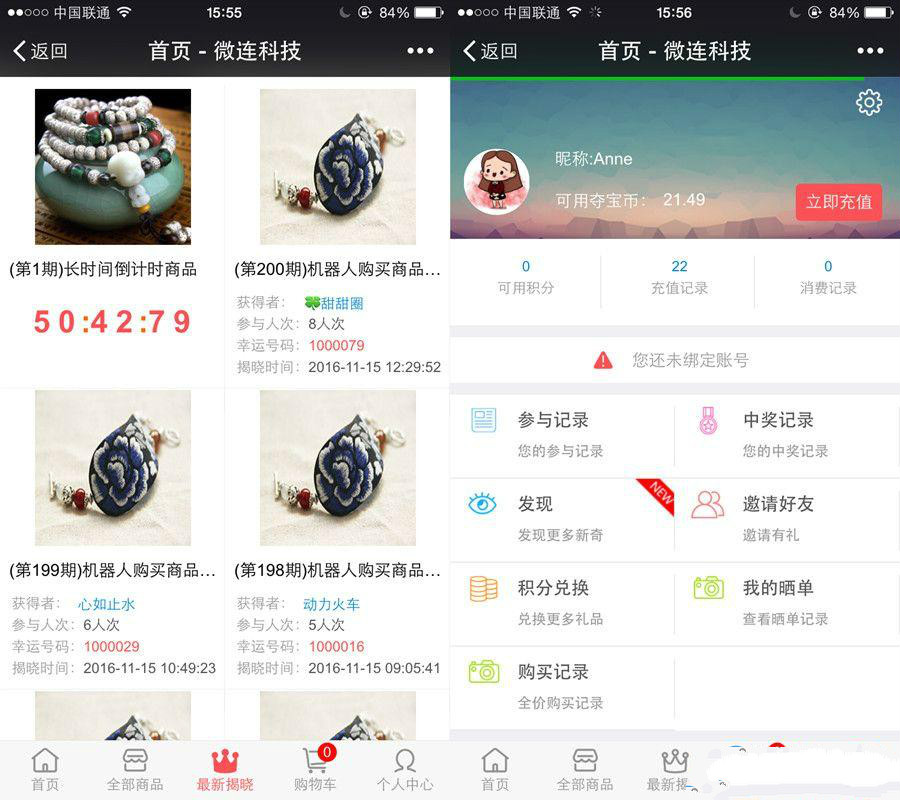 中国联通 15:55 84%
返回 首页 - 微连科技
(第1期)长时间倒计时商品
50:42:79
(第200期)机器人购买商品...
获得者： 🍀甜甜圈
参与人次： 8人次
幸运号码： 1000079
揭晓时间： 2016-11-15 12:29:52
(第199期)机器人购买商品...
获得者： 心如止水
参与人次： 6人次
幸运号码： 1000029
揭晓时间： 2016-11-15 10:49:23
(第198期)机器人购买商品...
获得者： 动力火车
参与人次： 5人次
幸运号码： 1000016
揭晓时间： 2016-11-15 09:05:41
首页 全部商品 最新揭晓 购物车 0 个人中心
中国联通 15:56 84%
返回 首页 - 微连科技
昵称:Anne
可用夺宝币： 21.49
立即充值
0 22 0
可用积分 充值记录 消费记录
您还未绑定账号
参与记录
您的参与记录
中奖记录
您的中奖记录
发现
发现更多新奇
NEW
邀请好友
邀请有礼
积分兑换
兑换更多礼品
我的晒单
查看晒单记录
购买记录
全价购买记录
首页 全部商品 最新揭